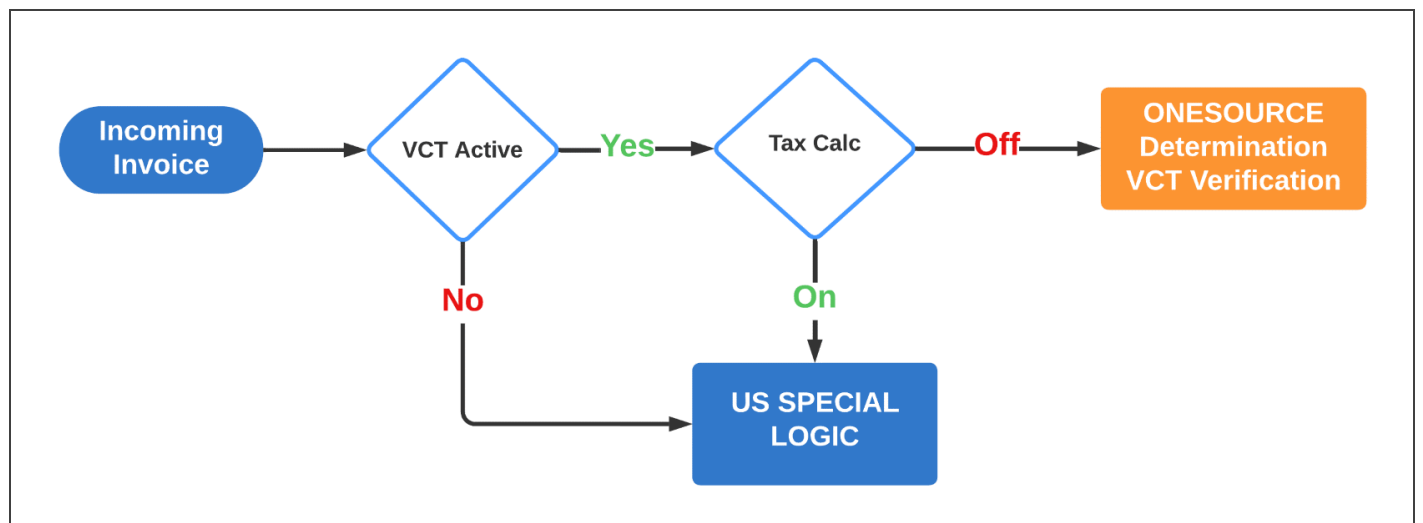 Incoming
Invoice
VCT Active
Yes
Tax Calc
Off
ONESOURCE
Determination
VCT Verification
No
On
US SPECIAL
LOGIC